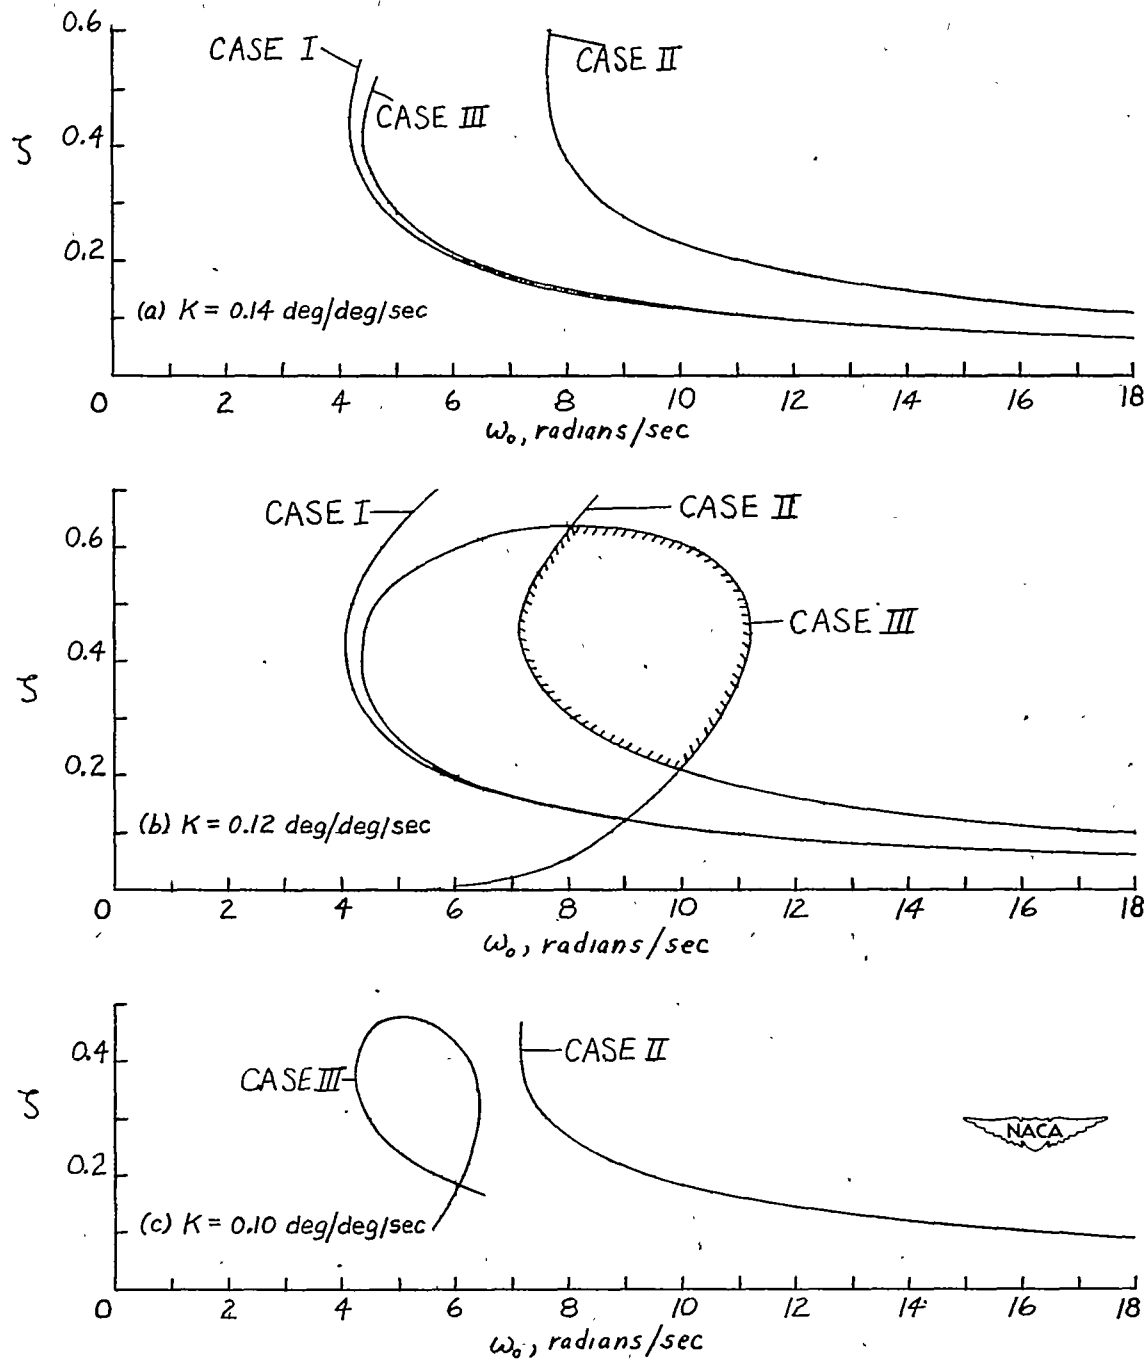 0.6
CASE I
CASE II
CASE III
0.4
ζ
0.2
(a) K = 0.14 deg/deg/sec
0 2 4 6 8 10 12 14 16 18
ω₀, radians/sec
CASE I
CASE II
0.6
CASE III
0.4
ζ
0.2
(b) K = 0.12 deg/deg/sec
0 2 4 6 8 10 12 14 16 18
ω₀, radians/sec
0.4
CASE II
CASE III
ζ
NACA
0.2
(c) K = 0.10 deg/deg/sec
0 2 4 6 8 10 12 14 16 18
ω₀, radians/sec